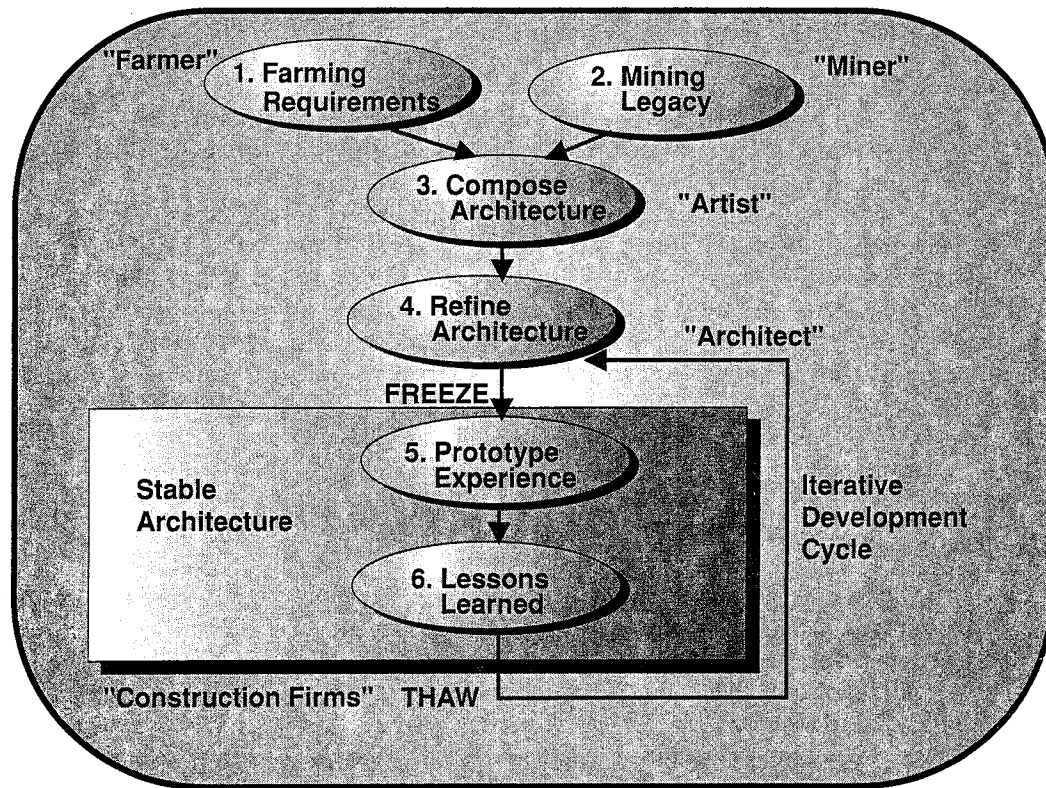 "Farmer"
1. Farming
Requirements
2. Mining
Legacy
"Miner"
3. Compose
Architecture
"Artist"
4. Refine
Architecture
"Architect"
FREEZE
5. Prototype
Experience
Stable
Architecture
Iterative
Development
Cycle
6. Lessons
Learned
"Construction Firms"
THAW